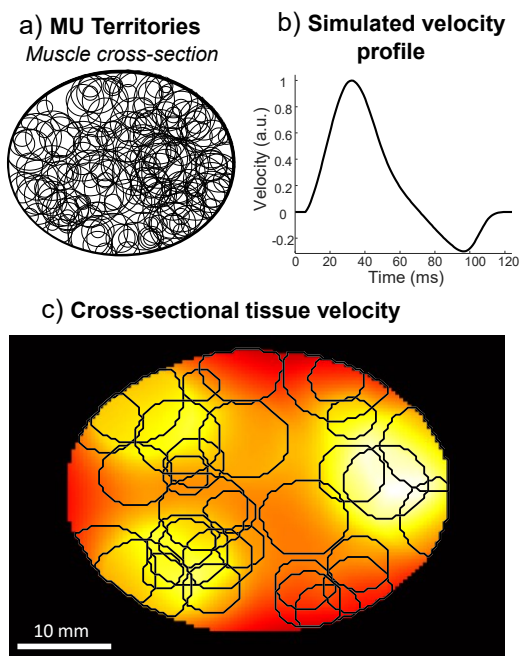 a) MU Territories
Muscle cross-section
b) Simulated velocity
profile
Velocity (a.u.)
1
0.8
0.6
0.4
0.2
0
-0.2
0 20 40 60 80 100 120
Time (ms)
c) Cross-sectional tissue velocity
10 mm